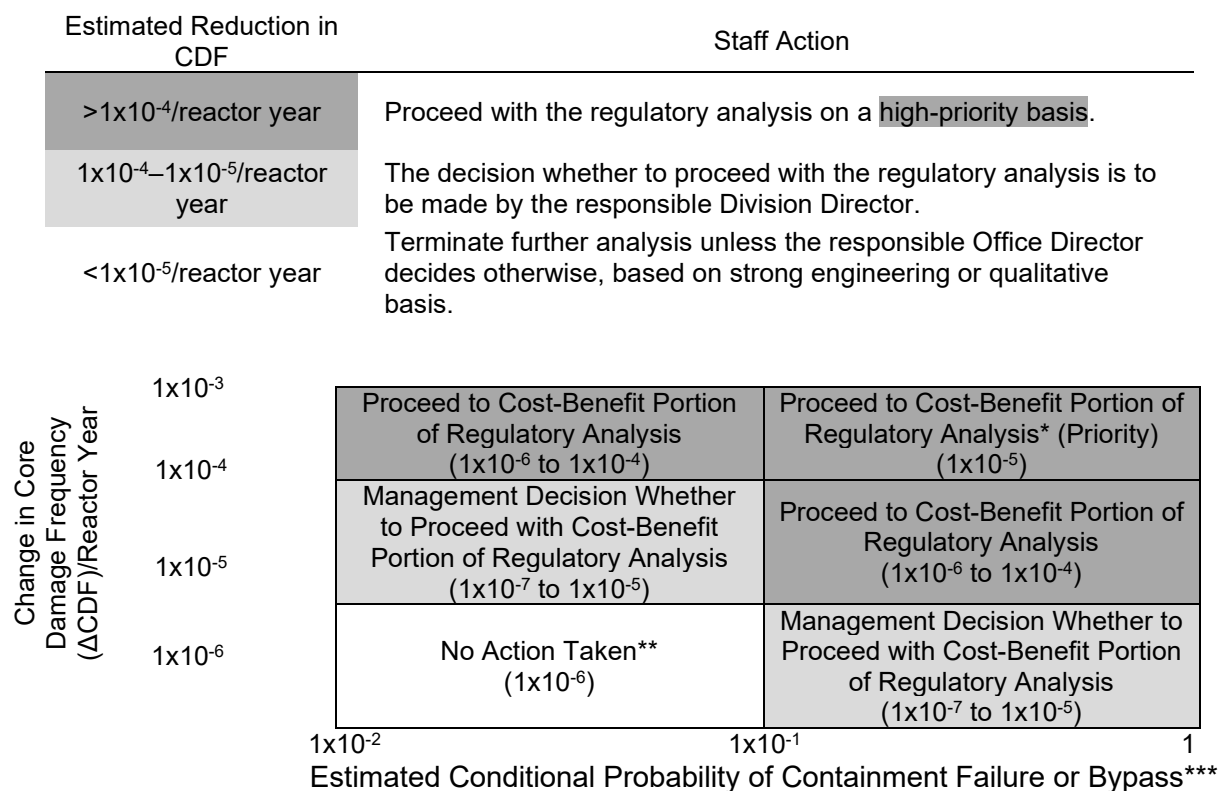 Estimated Reduction in
CDF
Staff Action
>1x10⁻⁴/reactor year
Proceed with the regulatory analysis on a high-priority basis.
1x10⁻⁴–1x10⁻⁵/reactor
year
The decision whether to proceed with the regulatory analysis is to
be made by the responsible Division Director.
<1x10⁻⁵/reactor year
Terminate further analysis unless the responsible Office Director
decides otherwise, based on strong engineering or qualitative
basis.
Change in Core
Damage Frequency
(ΔCDF)/Reactor Year
1x10⁻³
1x10⁻⁴
1x10⁻⁵
1x10⁻⁶
Proceed to Cost-Benefit Portion
of Regulatory Analysis
(1x10⁻⁶ to 1x10⁻⁴)
Proceed to Cost-Benefit Portion of
Regulatory Analysis* (Priority)
(1x10⁻⁵)
Management Decision Whether
to Proceed with Cost-Benefit
Portion of Regulatory Analysis
(1x10⁻⁷ to 1x10⁻⁵)
Proceed to Cost-Benefit Portion of
Regulatory Analysis
(1x10⁻⁶ to 1x10⁻⁴)
No Action Taken**
(1x10⁻⁶)
Management Decision Whether to
Proceed with Cost-Benefit Portion
of Regulatory Analysis
(1x10⁻⁷ to 1x10⁻⁵)
1x10⁻²
1x10⁻¹
1
Estimated Conditional Probability of Containment Failure or Bypass***